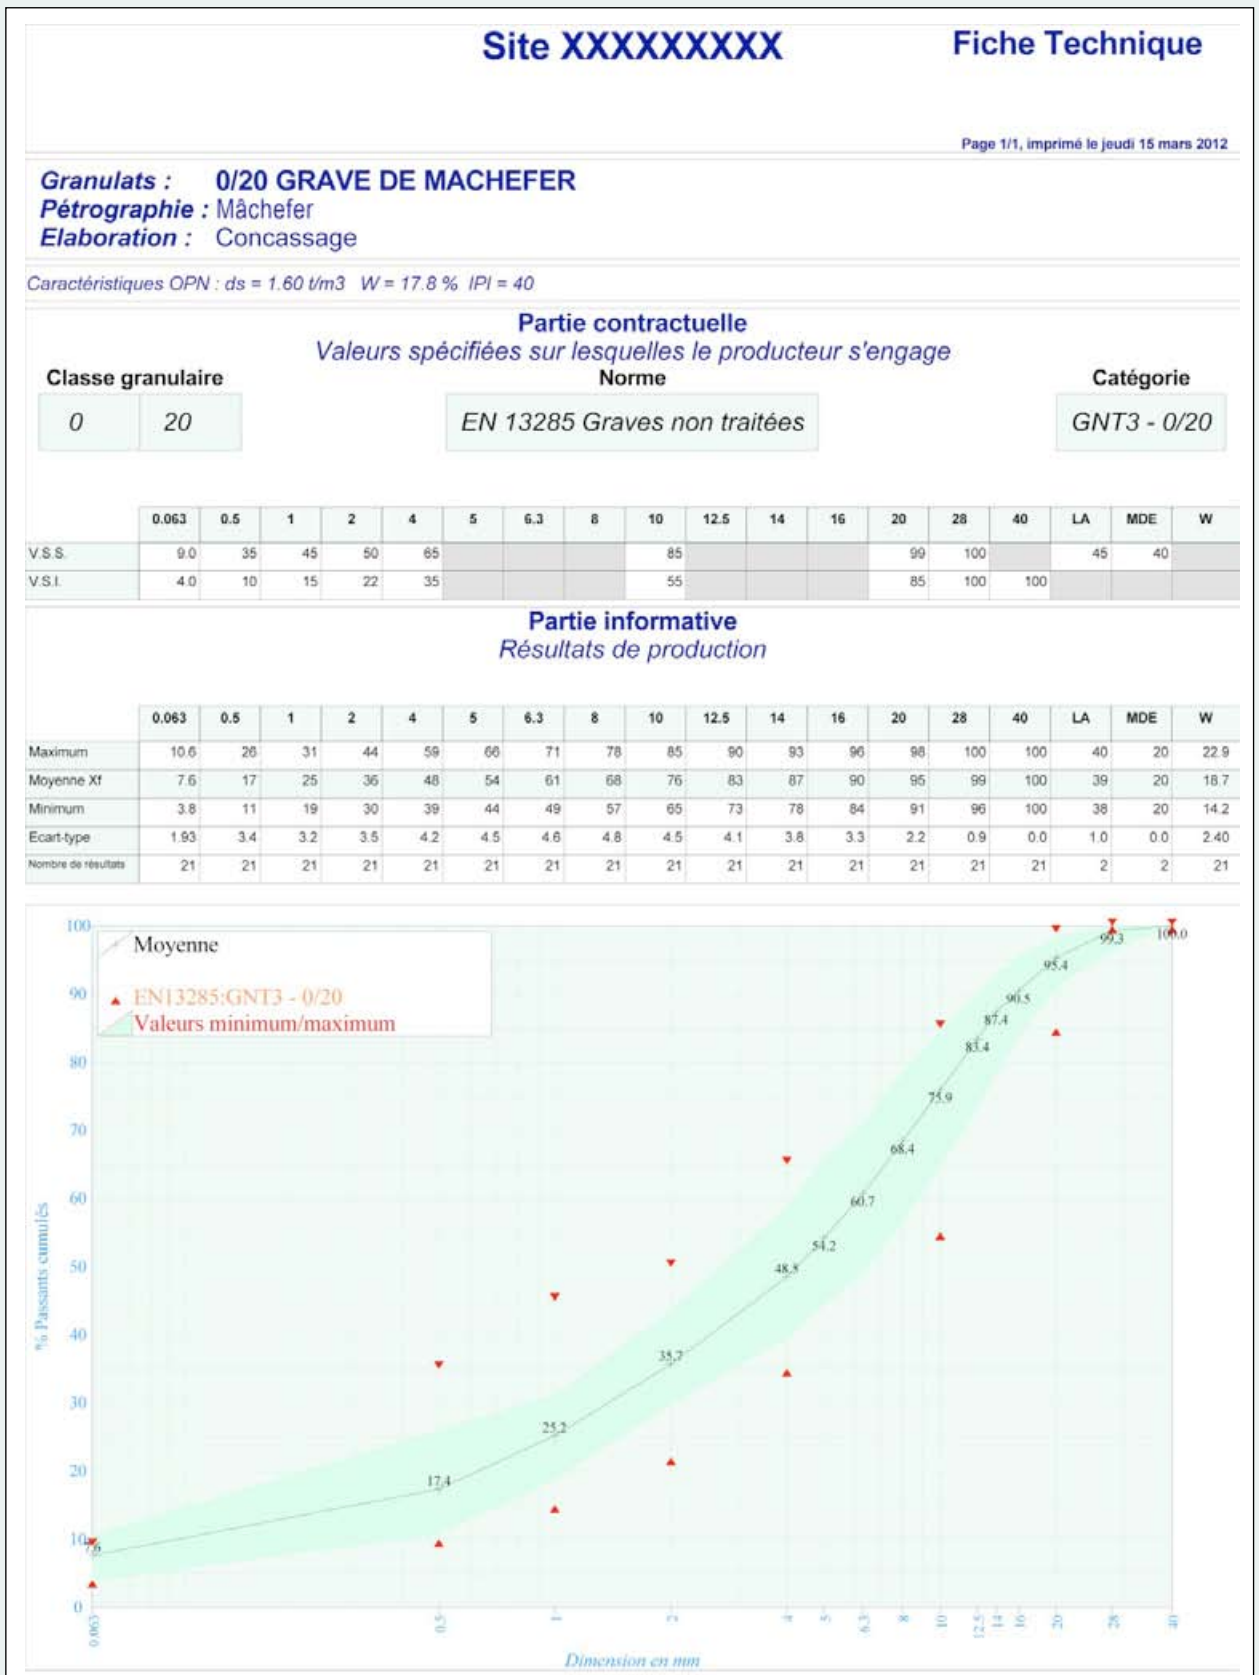 Site XXXXXXXXX Fiche Technique
Page 1/1, imprimé le jeudi 15 mars 2012
Granulats : 0/20 GRAVE DE MACHEFER
Pétrographie : Mâchefer
Elaboration : Concassage
Caractéristiques OPN : ds = 1.60 t/m3 W = 17.8 % IPI = 40
Partie contractuelle
Valeurs spécifiées sur lesquelles le producteur s'engage
Classe granulaire Norme Catégorie
0 20 EN 13285 Graves non traitées GNT3 - 0/20
0.063 0.5 1 2 4 5 6.3 8 10 12.5 14 16 20 28 40 LA MDE W
V.S.S. 9.0 35 45 50 65 85 99 100 45 40
V.S.I. 4.0 10 15 22 35 55 85 100 100
Partie informative
Résultats de production
0.063 0.5 1 2 4 5 6.3 8 10 12.5 14 16 20 28 40 LA MDE W
Maximum 10.6 26 31 44 59 66 71 78 85 90 93 96 98 100 100 40 20 22.9
Moyenne Xf 7.6 17 25 36 48 54 61 68 76 83 87 90 95 99 100 39 20 18.7
Minimum 3.8 11 19 30 39 44 49 57 65 73 78 84 91 96 100 38 20 14.2
Ecart-type 1.93 3.4 3.2 3.5 4.2 4.5 4.6 4.8 4.5 4.1 3.8 3.3 2.2 0.9 0.0 1.0 0.0 2.40
Nombre de résultats 21 21 21 21 21 21 21 21 21 21 21 21 21 21 21 2 2 21
Moyenne
EN13285:GNT3 - 0/20
Valeurs minimum/maximum
100
90
80
70
60
50
40
30
20
10
0
% Passants cumulés
7.6
17.4
25.2
35.7
48.3
54.2
60.7
68.4
75.9
83.4
87.4
90.5
95.4
99.3
100.0
0.063 0.5 1 2 4 5 6.3 8 10 12.5 14 16 20 28 40
Dimension en mm